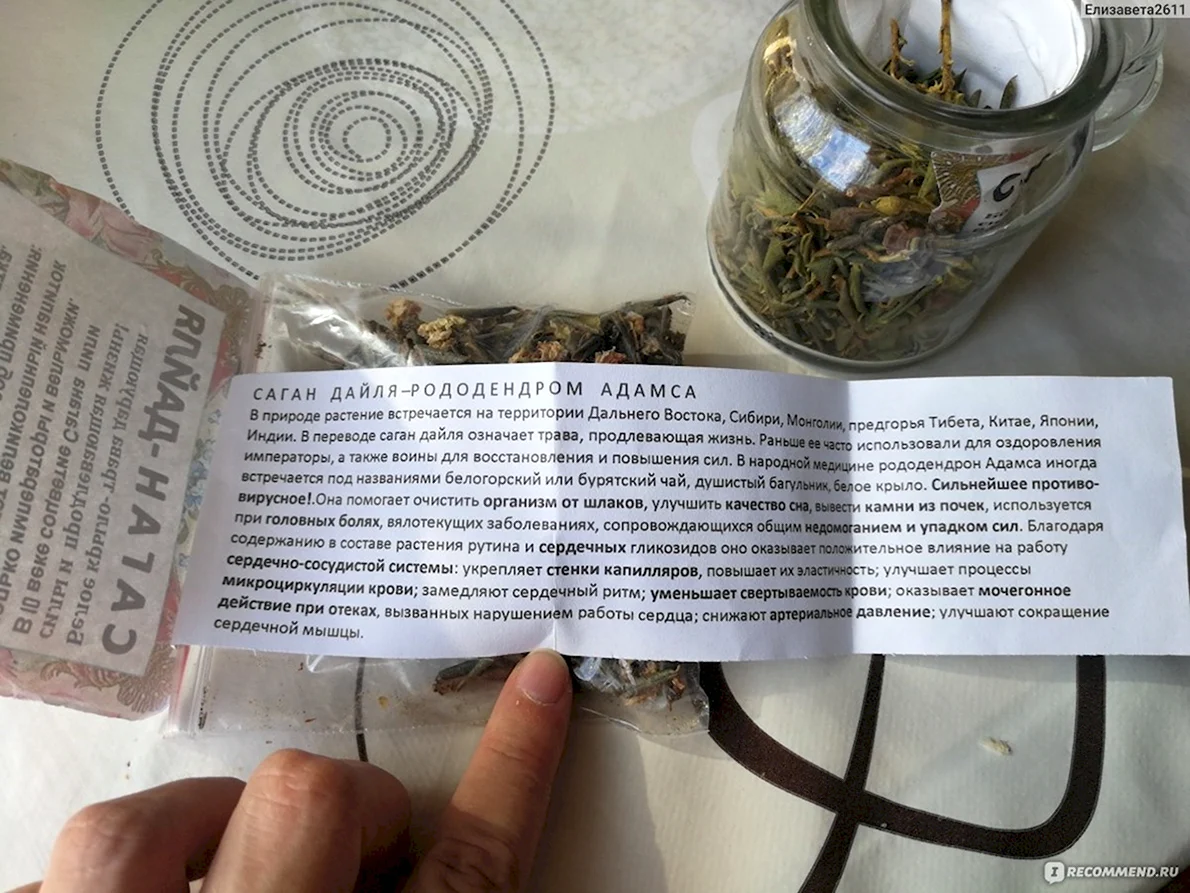 Елизавета2611
САГАН ДАЙЛЯ–РОДОДЕНДРОМ АДАМСА
В природе растение встречается на территории Дальнего Востока, Сибири, Монголии, предгорья Тибета, Китае, Японии,
Индии. В переводе саган дайля означает трава, продлевающая жизнь. Раньше ее часто использовали для оздоровления
императоры, а также воины для восстановления и повышения сил. В народной медицине рододендрон Адамса иногда
встречается под названиями белогорский или бурятский чай, душистый багульник, белое крыло. Сильнейшее противо-
вирусное!.Она помогает очистить организм от шлаков, улучшить качество сна, вывести камни из почек, используется
при головных болях, вялотекущих заболеваниях, сопровождающихся общим недомоганием и упадком сил. Благодаря
содержанию в составе растения рутина и сердечных гликозидов оно оказывает положительное влияние на работу
сердечно-сосудистой системы: укрепляет стенки капилляров, повышает их эластичность; улучшает процессы
микроциркуляции крови; замедляют сердечный ритм; уменьшает свертываемость крови; оказывает мочегонное
действие при отеках, вызванных нарушением работы сердца; снижают артериальное давление; улучшают сокращение
сердечной мышцы.
САГАН-ДАЙЛЯ
Белое крыло-
IRECOMMEND.RU